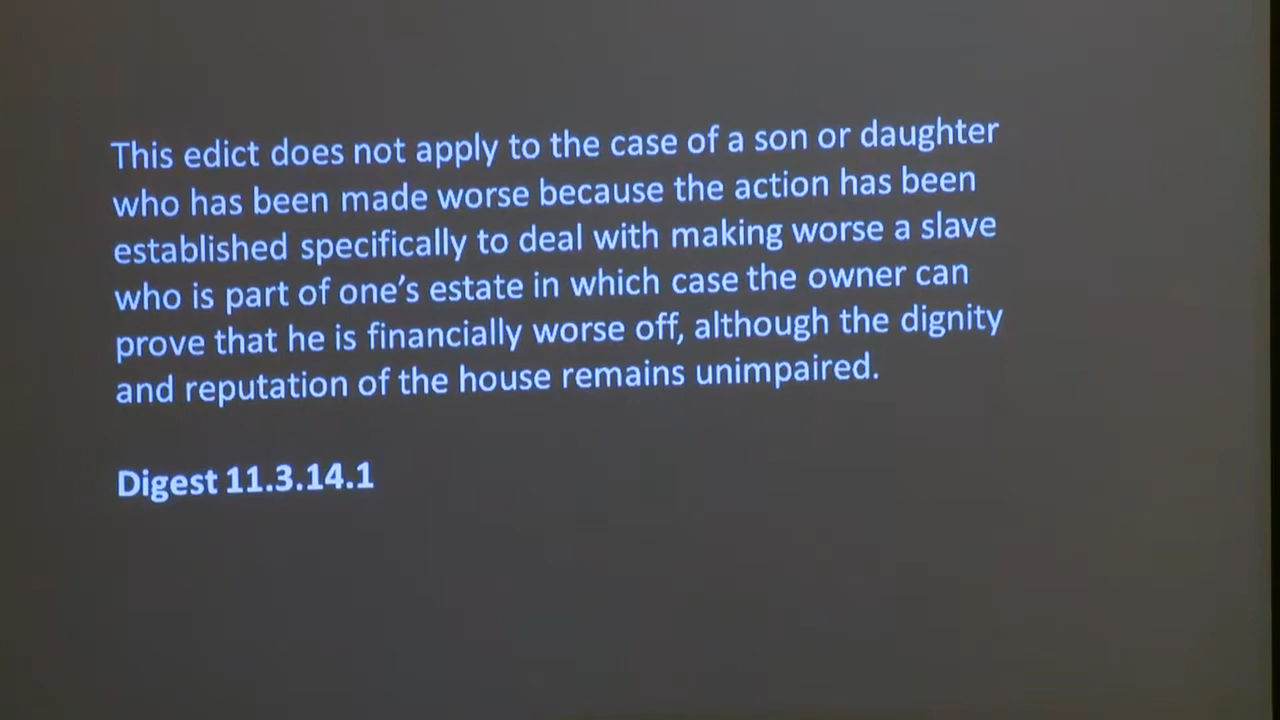 This edict does not apply to the case of a son or daughter
who has been made worse because the action has been
established specifically to deal with making worse a slave
who is part of one’s estate in which case the owner can
prove that he is financially worse off, although the dignity
and reputation of the house remains unimpaired.
Digest 11.3.14.1